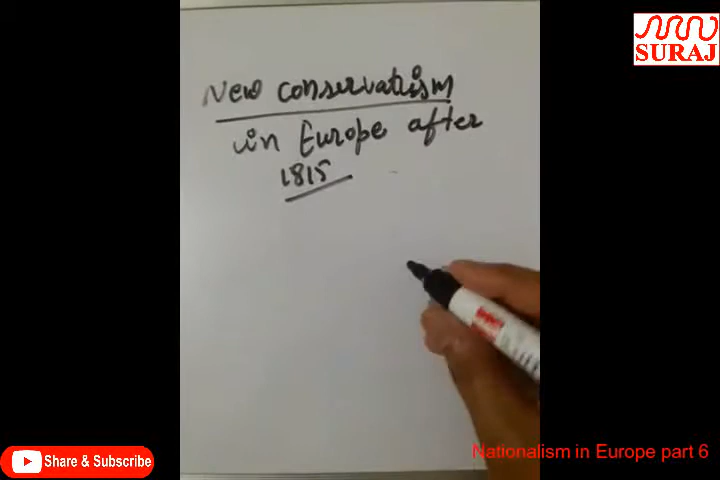 SURAJ
New conservatism
in Europe after
1815
Nationalism in Europe part 6
Share & Subscribe